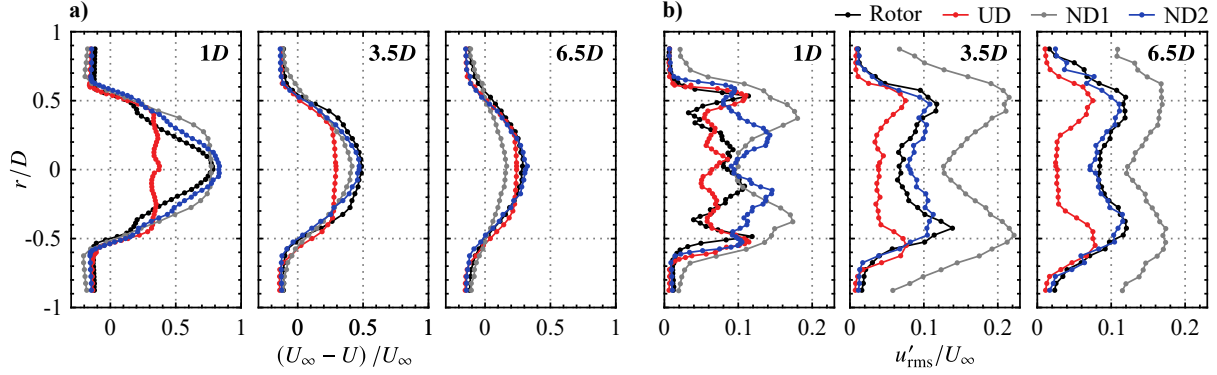 a)
b)
Rotor UD ND1 ND2
1D 3.5D 6.5D
1D 3.5D 6.5D
1
0.5
0
-0.5
-1
r/D
0 0.5 1 0 0.5 1 0 0.5 1
0 0.1 0.2 0 0.1 0.2 0 0.1 0.2
(U∞ − U) /U∞
u′rms/U∞